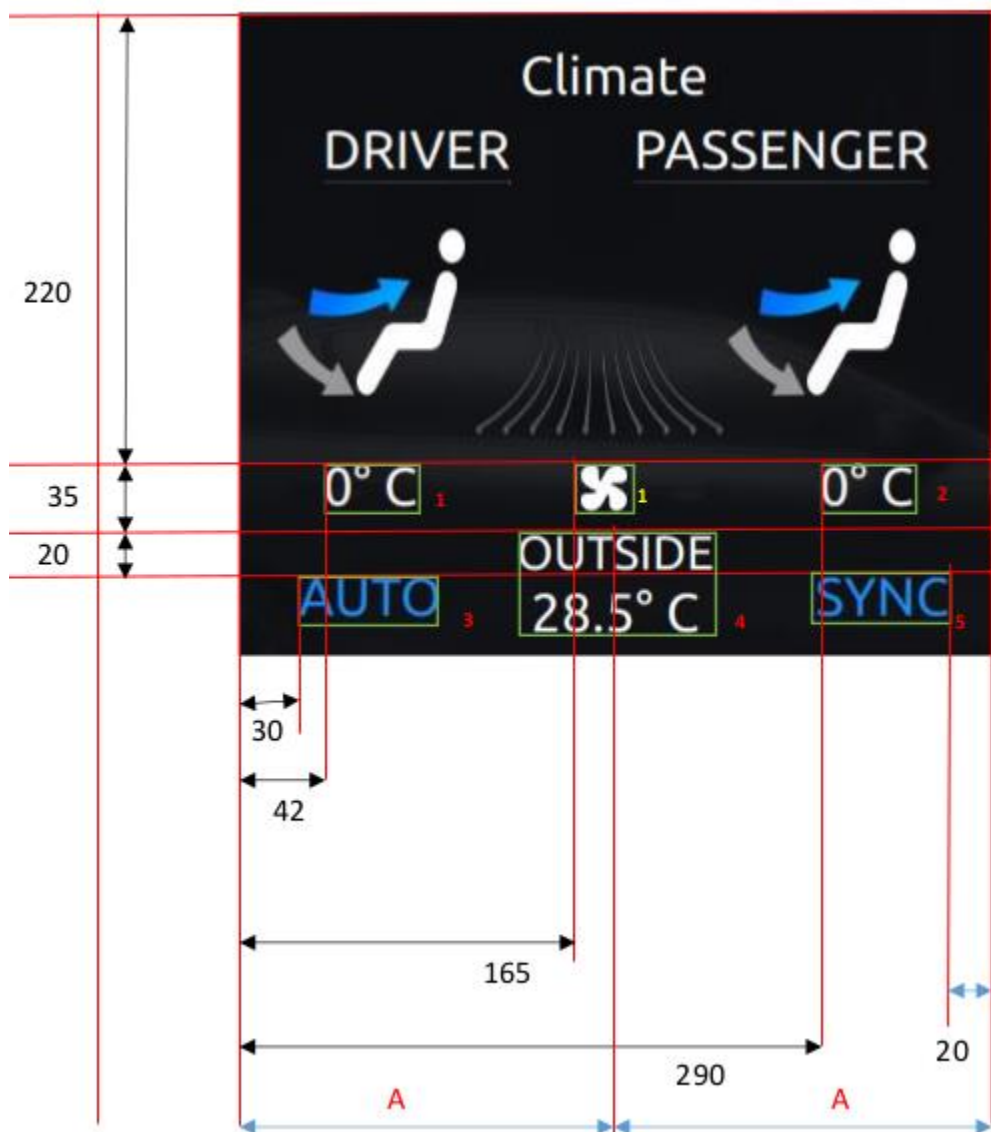 Climate
DRIVER PASSENGER
220
0° C 1 1 0° C 2
35
20
OUTSIDE
AUTO 3 28.5° C 4 SYNC 5
30
42
165
20
290
A A